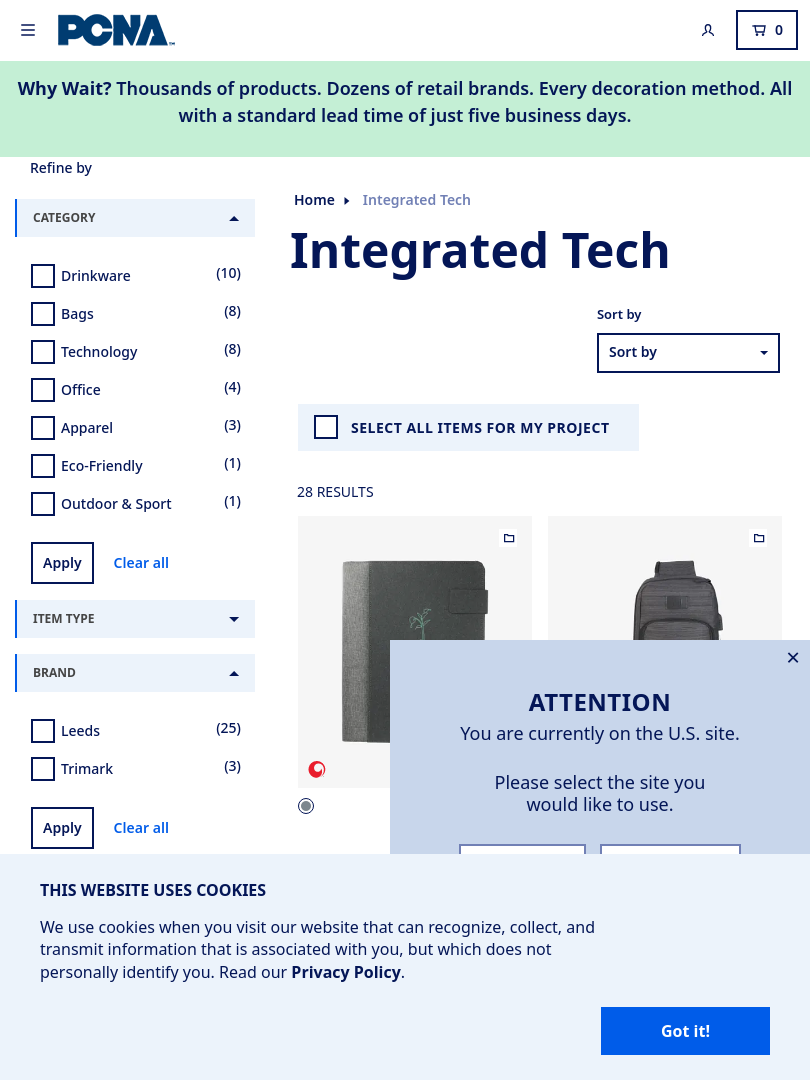 PCNA
0
Why Wait? Thousands of products. Dozens of retail brands. Every decoration method. All
with a standard lead time of just five business days.
Refine by
CATEGORY
Drinkware (10)
Bags (8)
Technology (8)
Office (4)
Apparel (3)
Eco-Friendly (1)
Outdoor & Sport (1)
Apply Clear all
ITEM TYPE
BRAND
Leeds (25)
Trimark (3)
Apply Clear all
Home Integrated Tech
Integrated Tech
Sort by
Sort by
SELECT ALL ITEMS FOR MY PROJECT
28 RESULTS
ATTENTION
You are currently on the U.S. site.
Please select the site you
would like to use.
THIS WEBSITE USES COOKIES
We use cookies when you visit our website that can recognize, collect, and
transmit information that is associated with you, but which does not
personally identify you. Read our Privacy Policy.
Got it!